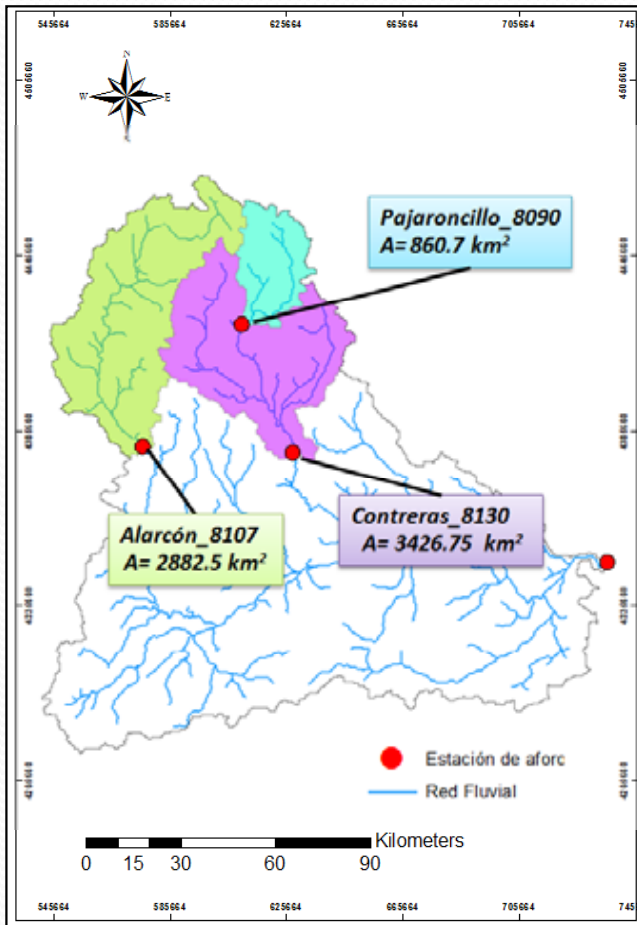 545664 585664 625664 665664 705664 745
N
W E
Pajaroncillo_8090
A= 860.7 km²
Alarcón_8107
A= 2882.5 km²
Contreras_8130
A= 3426.75 km²
Estación de aforo
Red Fluvial
Kilometers
0 15 30 60 90
545664 585664 625664 665664 705664 745